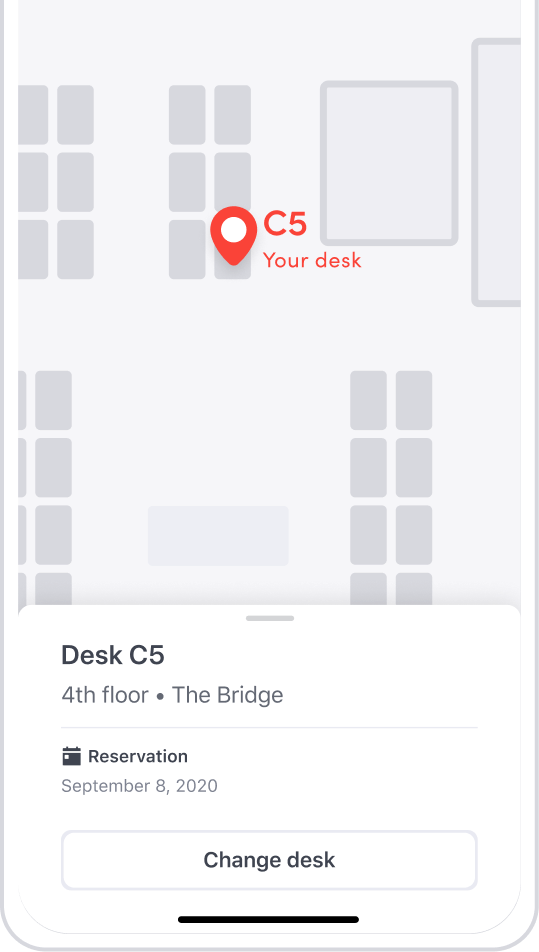 C5
Your desk
Desk C5
4th floor • The Bridge
Reservation
September 8, 2020
Change desk